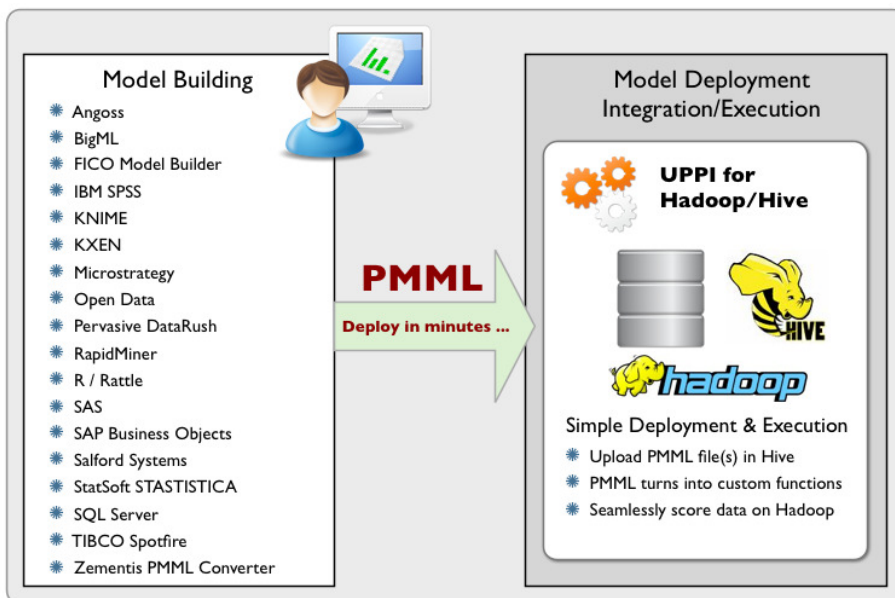 Model Building
Angoss
BigML
FICO Model Builder
IBM SPSS
KNIME
KXEN
Microstrategy
Open Data
Pervasive DataRush
RapidMiner
R / Rattle
SAS
SAP Business Objects
Salford Systems
StatSoft STASTISTICA
SQL Server
TIBCO Spotfire
Zementis PMML Converter
PMML
Deploy in minutes ...
Model Deployment
Integration/Execution
UPPI for
Hadoop/Hive
HIVE
hadoop
Simple Deployment & Execution
Upload PMML file(s) in Hive
PMML turns into custom functions
Seamlessly score data on Hadoop